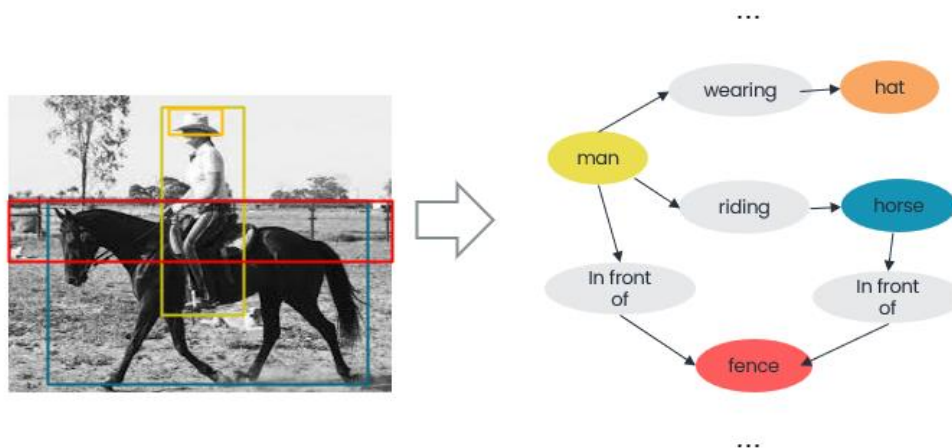 ...
wearing
hat
man
riding
horse
In front
of
In front
of
fence
...